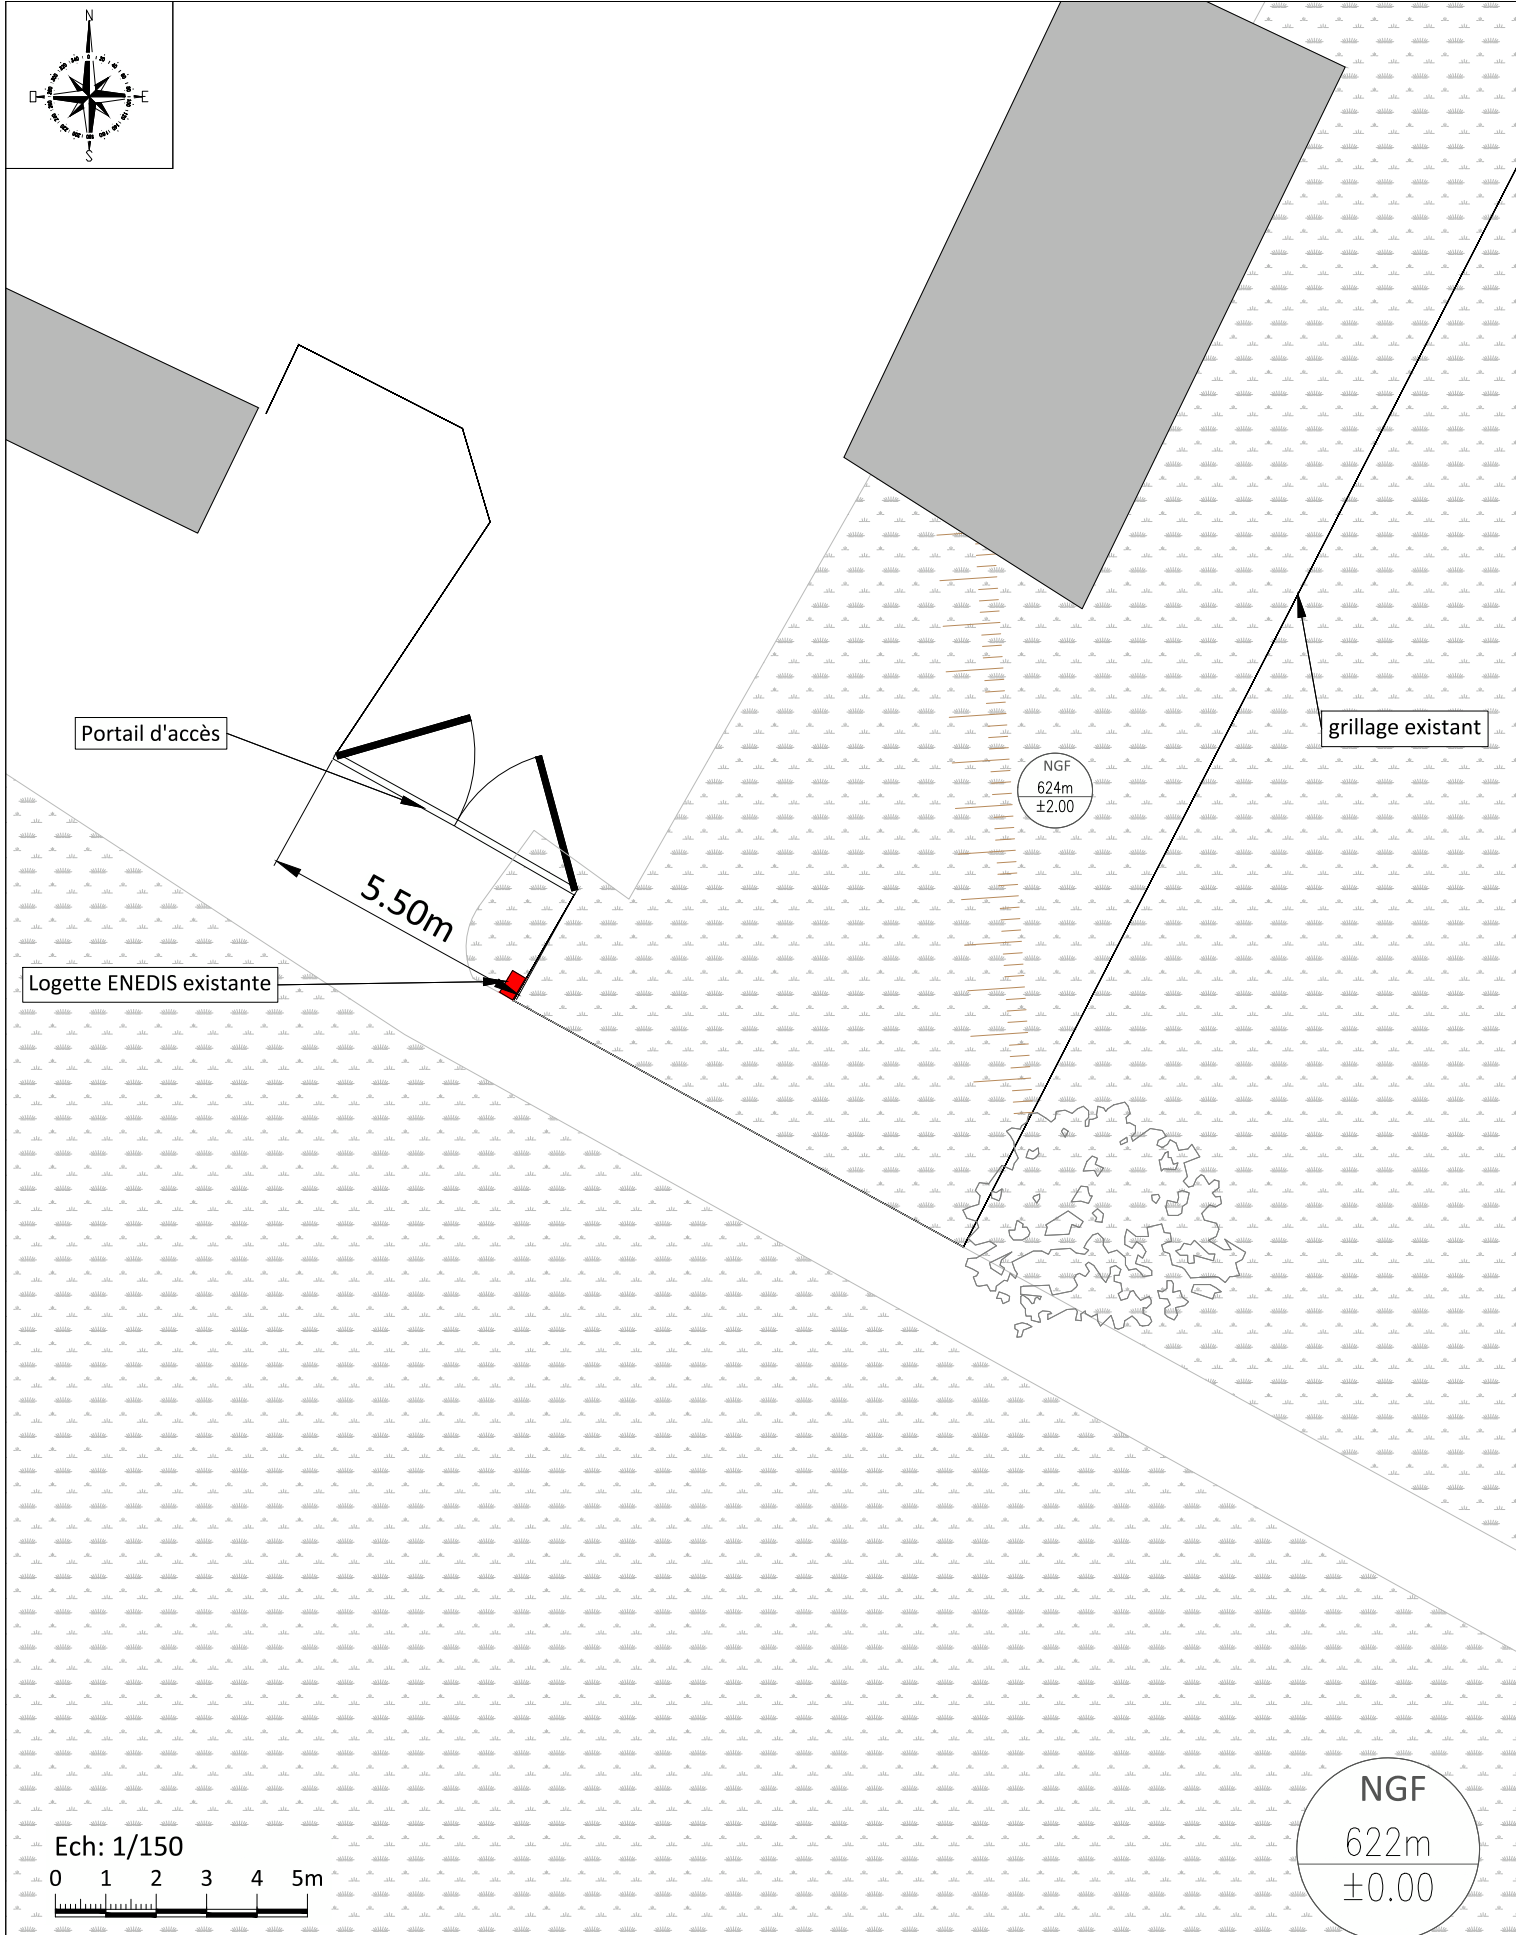 N
E
S
Portail d'accès
grillage existant
NGF
624m
±2.00
5.50m
Logette ENEDIS existante
NGF
622m
±0.00
Ech: 1/150
0 1 2 3 4 5m